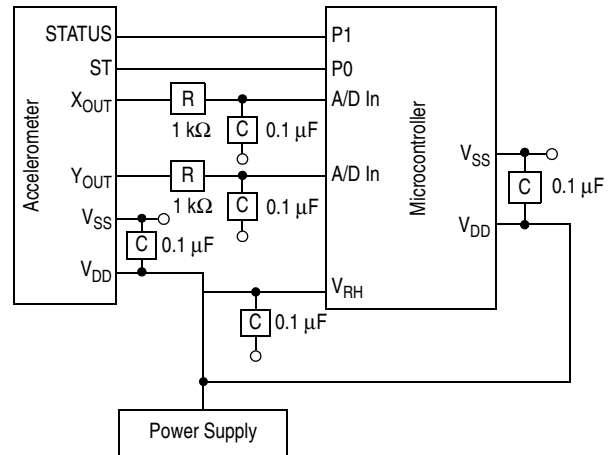 STATUS
P1
ST
P0
XOUT
R
A/D In
1 kΩ
C
0.1 μF
YOUT
R
A/D In
1 kΩ
C
0.1 μF
Accelerometer
Microcontroller
VSS
C
0.1 μF
VDD
VSS
C
0.1 μF
VDD
VRH
C
0.1 μF
Power Supply